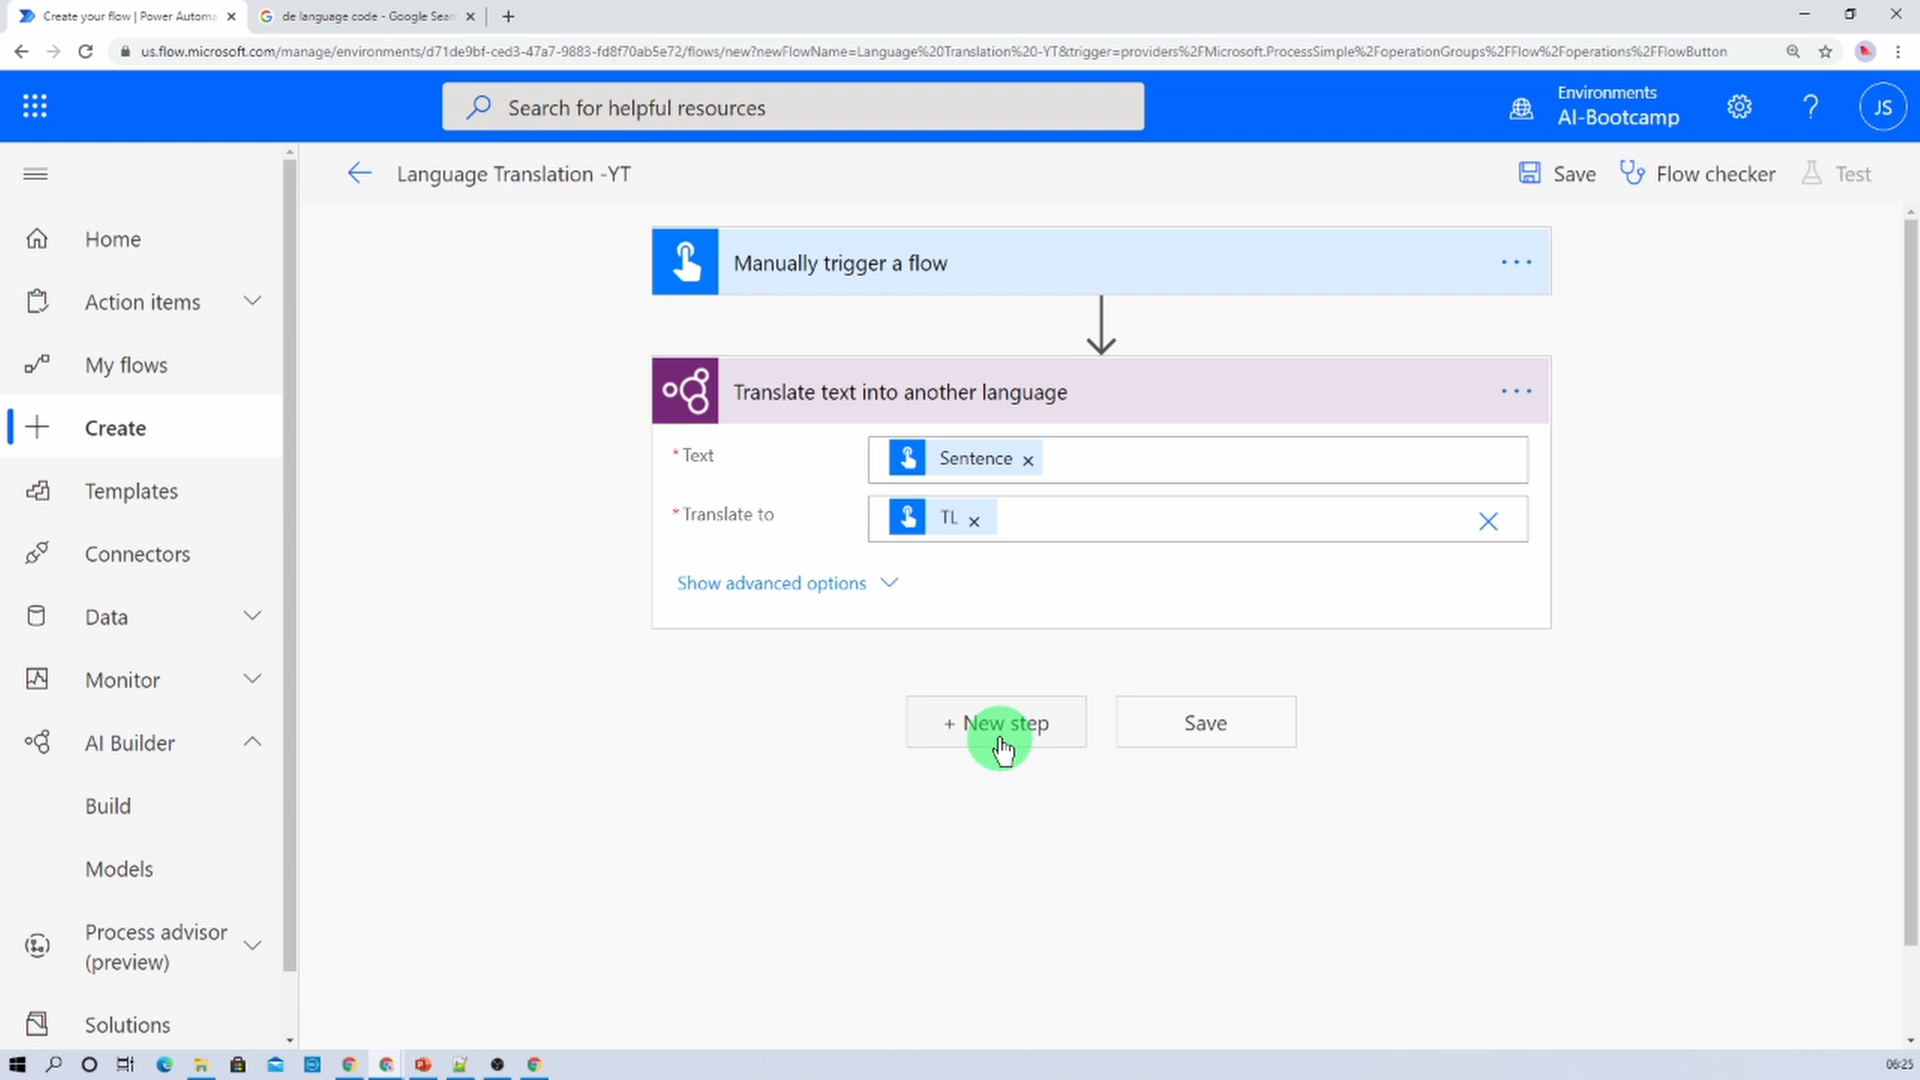 Create your flow | Power Automa
de language code - Google Sear
us.flow.microsoft.com/manage/environments/d71de9bf-ced3-47a7-9883-fd8f70ab5e72/flows/new?newFlowName=Language%20Translation%20-YT&trigger=providers%2FMicrosoft.ProcessSimple%2FoperationGroups%2FFlow%2Foperations%2FFlowButton
Search for helpful resources
Environments
AI-Bootcamp
?
JS
Language Translation -YT
Save
Flow checker
Test
Home
Action items
My flows
Create
Templates
Connectors
Data
Monitor
AI Builder
Build
Models
Process advisor
(preview)
Solutions
Manually trigger a flow
Translate text into another language
* Text
Sentence ×
* Translate to
TL ×
Show advanced options
+ New step
Save
06:25